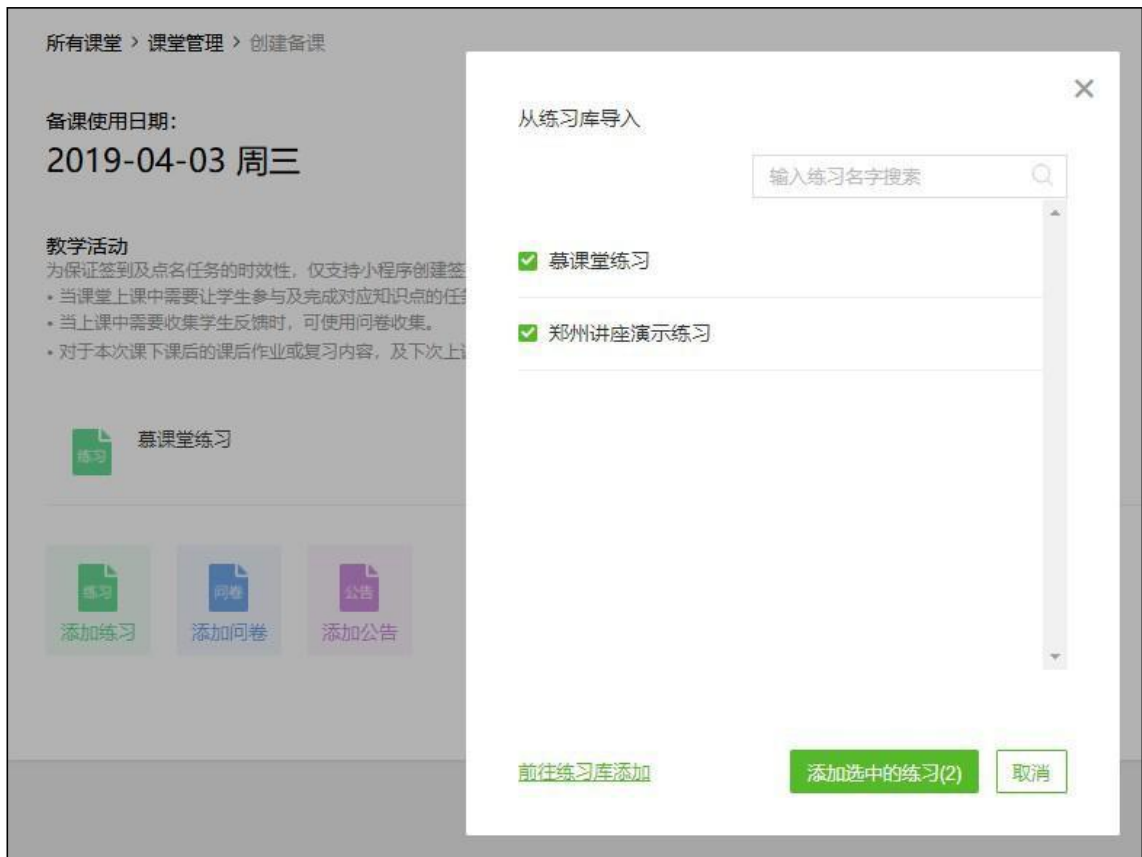 所有课堂 > 课堂管理 > 创建备课
备课使用日期：
2019-04-03 周三
教学活动
为保证签到及点名任务的时效性，仅支持小程序创建签
• 当课堂上课中需要让学生参与及完成对应知识点的任
• 当上课中需要收集学生反馈时，可使用问卷收集。
• 对于本次课下课后的课后作业或复习内容，及下次上
练习
慕课堂练习
练习
问卷
公告
添加练习
添加问卷
添加公告
从练习库导入
输入练习名字搜索
慕课堂练习
郑州讲座演示练习
前往练习库添加
添加选中的练习(2)
取消